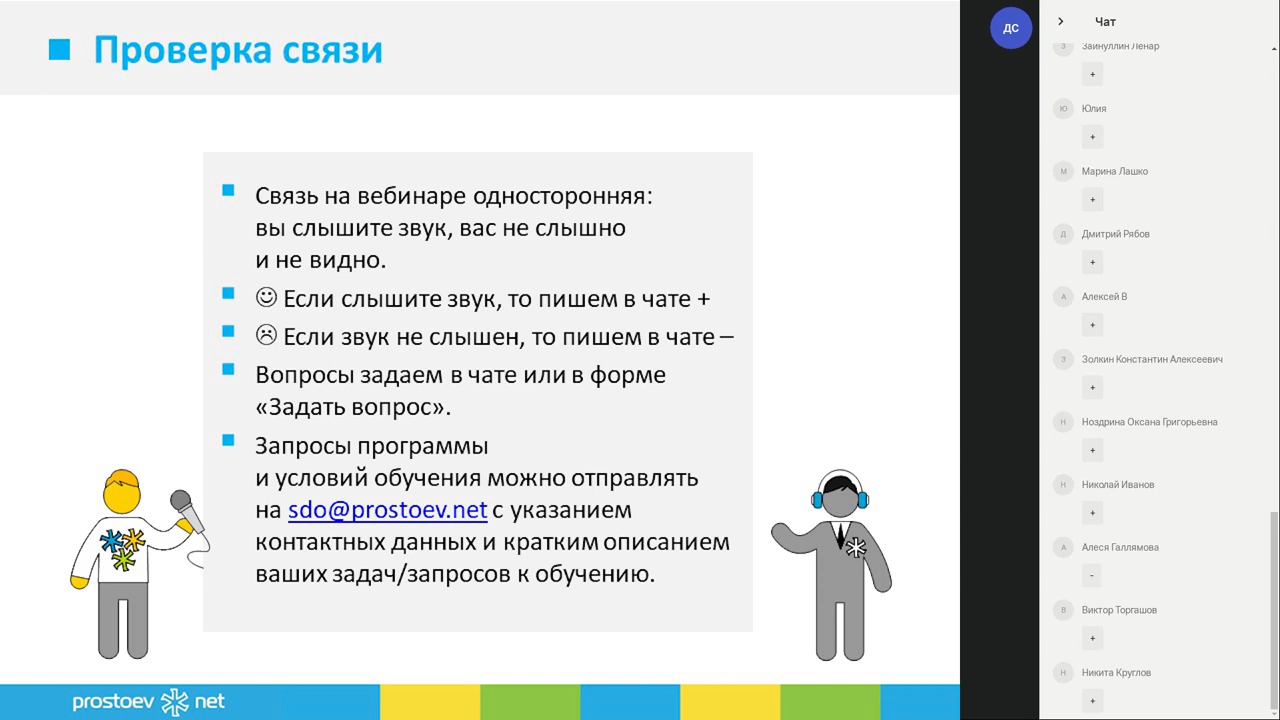 Проверка связи
Связь на вебинаре односторонняя:
вы слышите звук, вас не слышно
и не видно.
☺ Если слышите звук, то пишем в чате +
☹ Если звук не слышен, то пишем в чате –
Вопросы задаем в чате или в форме
«Задать вопрос».
Запросы программы
и условий обучения можно отправлять
на sdo@prostoev.net с указанием
контактных данных и кратким описанием
ваших задач/запросов к обучению.
prostoev net
ДС
Чат
З Зайнуллин Ленар
+
Ю Юлия
+
М Марина Лашко
+
Д Дмитрий Рябов
+
А Алексей В
+
З Золкин Константин Алексеевич
+
Н Ноздрина Оксана Григорьевна
+
Н Николай Иванов
+
А Алеся Галлямова
-
В Виктор Торгашов
+
Н Никита Круглов
+